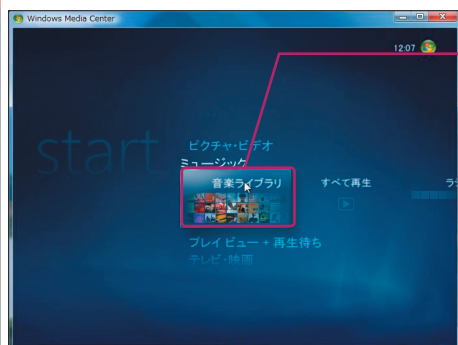 Windows Media Center
12:07
start
ピクチャ・ビデオ
ミュージック
音楽ライブラリ
すべて再生
プレイ ビュー + 再生待ち
テレビ・映画